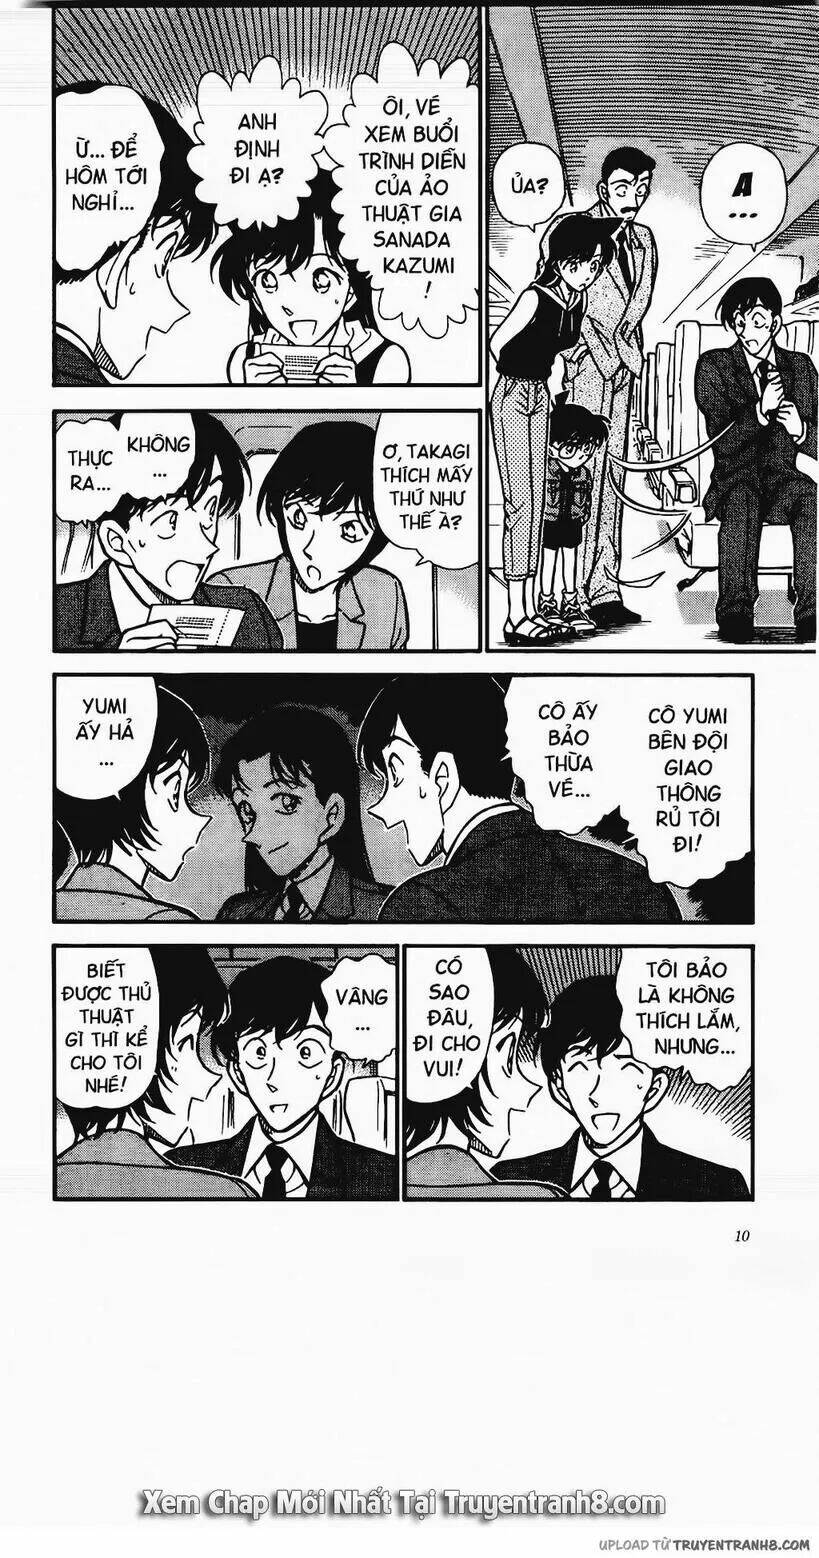 A
...
ỦA?
ÔI, VÉ
XEM BUỔI
TRÌNH DIỄN
CỦA ẢO
THUẬT GIA
SANADA
KAZUMI
!
ANH
ĐỊNH
ĐI Ạ?
Ừ... ĐỂ
HÔM TỚI
NGHỈ...
Ơ, TAKAGI
THÍCH MẤY
THỨ NHƯ
THẾ À?
KHÔNG
...
THỰC
RA...
CÔ YUMI
BÊN ĐỘI
GIAO
THÔNG
RỦ TÔI
ĐI!
CÔ ẤY
BẢO
THỪA
VÉ...
YUMI
ẤY HẢ
...
TÔI BẢO
LÀ KHÔNG
THÍCH LẮM,
NHƯNG...
CÓ
SAO
ĐÂU,
ĐI CHO
VUI!
VÂNG
...
BIẾT
ĐƯỢC THỦ
THUẬT
GÌ THÌ KỂ
CHO TÔI
NHÉ!
10
Xem Chap Mới Nhất Tại Truyentranh8.com
UPLOAD TỪ TRUYENTRANH8.COM